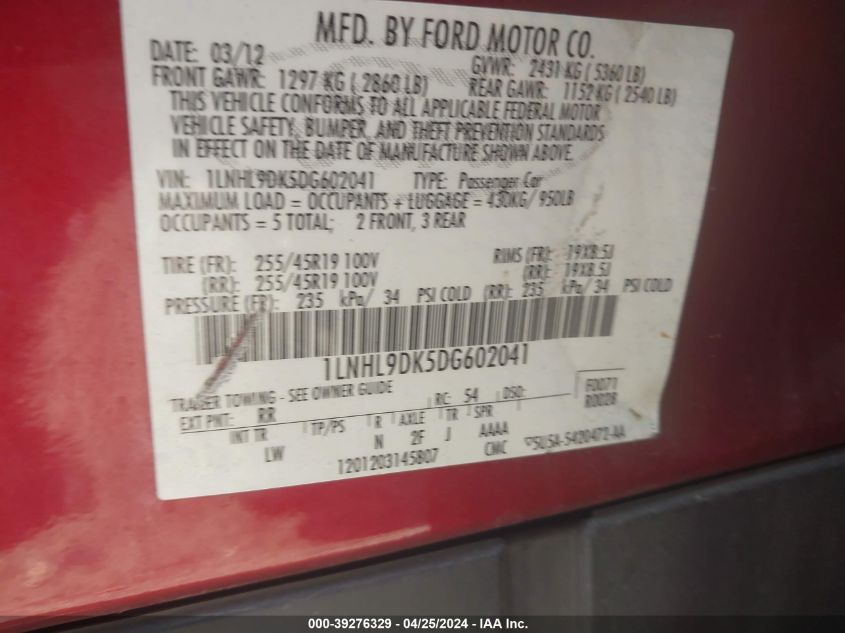 MFD. BY FORD MOTOR CO.
DATE: 03/12 GVWR: 2431 KG ( 5360 LB)
FRONT GAWR: 1297 KG ( 2860 LB) REAR GAWR: 1152 KG ( 2540 LB)
THIS VEHICLE CONFORMS TO ALL APPLICABLE FEDERAL MOTOR
VEHICLE SAFETY, BUMPER, AND THEFT PREVENTION STANDARDS
IN EFFECT ON THE DATE OF MANUFACTURE SHOWN ABOVE.
VIN: 1LNHL9DK5DG602041 TYPE: Passenger Car
MAXIMUM LOAD = OCCUPANTS + LUGGAGE = 430KG/ 950LB
OCCUPANTS = 5 TOTAL; 2 FRONT, 3 REAR
TIRE (FR): 255/45R19 100V RIMS (FR): 19X8.5J
(RR): 255/45R19 100V (RR): 19X8.5J
PRESSURE (FR): 235 kPa/ 34 PSI COLD (RR): 235 kPa/ 34 PSI COLD
1LNHL9DK5DG602041
TRAILER TOWING - SEE OWNER GUIDE
EXT PNT: RR RC: 54 DSO: F0071
R0028
INT TR TP/PS R AXLE TR SPR
LW N 2F J AAAA
1201203145807 CMC 5U5A-5420472-AA
000-39276329 - 04/25/2024 - IAA Inc.